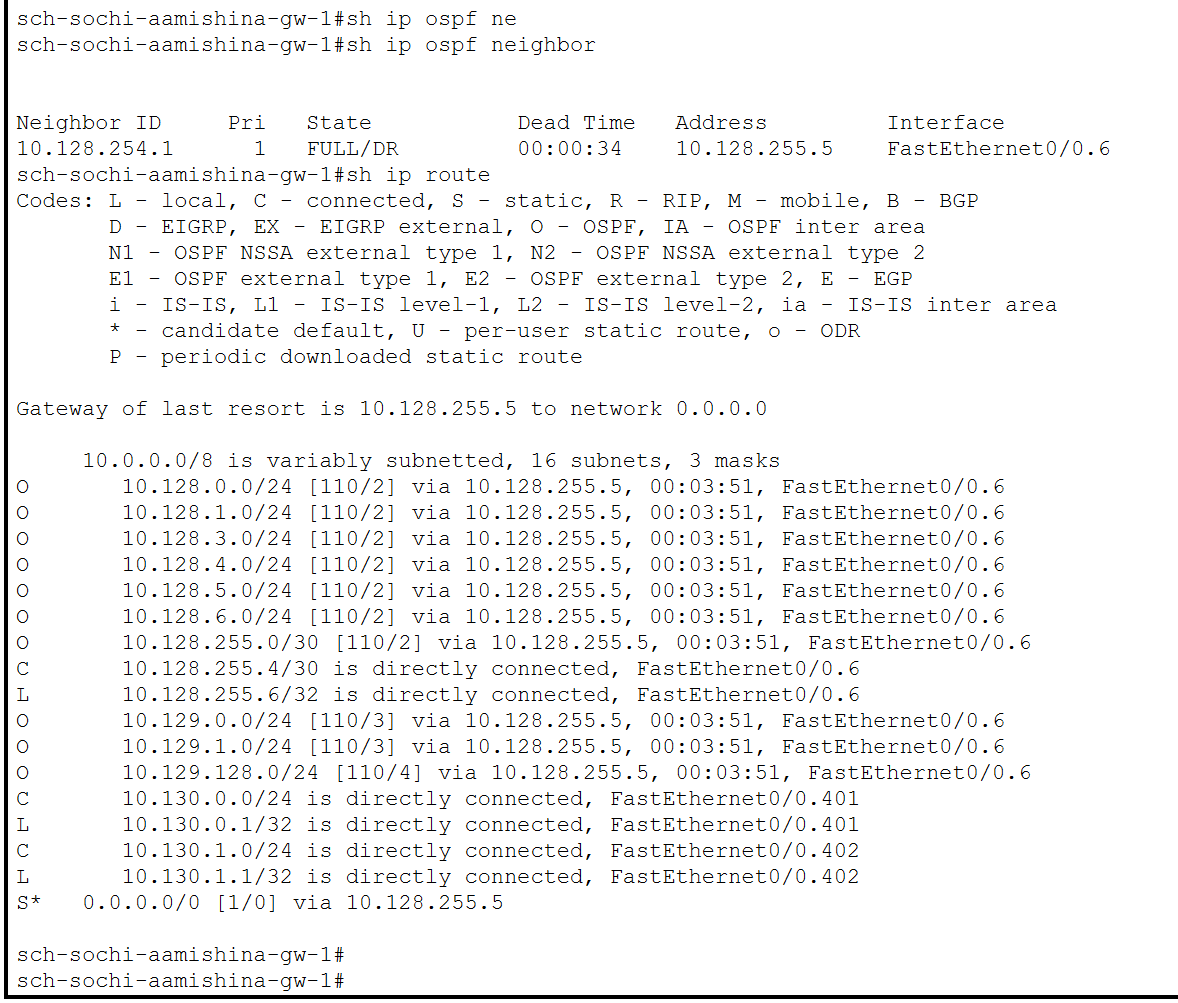 sch-sochi-aamishina-gw-1#sh ip ospf ne
sch-sochi-aamishina-gw-1#sh ip ospf neighbor
Neighbor ID     Pri   State           Dead Time   Address         Interface
10.128.254.1      1   FULL/DR         00:00:34    10.128.255.5    FastEthernet0/0.6
sch-sochi-aamishina-gw-1#sh ip route
Codes: L - local, C - connected, S - static, R - RIP, M - mobile, B - BGP
       D - EIGRP, EX - EIGRP external, O - OSPF, IA - OSPF inter area
       N1 - OSPF NSSA external type 1, N2 - OSPF NSSA external type 2
       E1 - OSPF external type 1, E2 - OSPF external type 2, E - EGP
       i - IS-IS, L1 - IS-IS level-1, L2 - IS-IS level-2, ia - IS-IS inter area
       * - candidate default, U - per-user static route, o - ODR
       P - periodic downloaded static route
Gateway of last resort is 10.128.255.5 to network 0.0.0.0
     10.0.0.0/8 is variably subnetted, 16 subnets, 3 masks
O       10.128.0.0/24 [110/2] via 10.128.255.5, 00:03:51, FastEthernet0/0.6
O       10.128.1.0/24 [110/2] via 10.128.255.5, 00:03:51, FastEthernet0/0.6
O       10.128.3.0/24 [110/2] via 10.128.255.5, 00:03:51, FastEthernet0/0.6
O       10.128.4.0/24 [110/2] via 10.128.255.5, 00:03:51, FastEthernet0/0.6
O       10.128.5.0/24 [110/2] via 10.128.255.5, 00:03:51, FastEthernet0/0.6
O       10.128.6.0/24 [110/2] via 10.128.255.5, 00:03:51, FastEthernet0/0.6
O       10.128.255.0/30 [110/2] via 10.128.255.5, 00:03:51, FastEthernet0/0.6
C       10.128.255.4/30 is directly connected, FastEthernet0/0.6
L       10.128.255.6/32 is directly connected, FastEthernet0/0.6
O       10.129.0.0/24 [110/3] via 10.128.255.5, 00:03:51, FastEthernet0/0.6
O       10.129.1.0/24 [110/3] via 10.128.255.5, 00:03:51, FastEthernet0/0.6
O       10.129.128.0/24 [110/4] via 10.128.255.5, 00:03:51, FastEthernet0/0.6
C       10.130.0.0/24 is directly connected, FastEthernet0/0.401
L       10.130.0.1/32 is directly connected, FastEthernet0/0.401
C       10.130.1.0/24 is directly connected, FastEthernet0/0.402
L       10.130.1.1/32 is directly connected, FastEthernet0/0.402
S*   0.0.0.0/0 [1/0] via 10.128.255.5
sch-sochi-aamishina-gw-1#
sch-sochi-aamishina-gw-1#